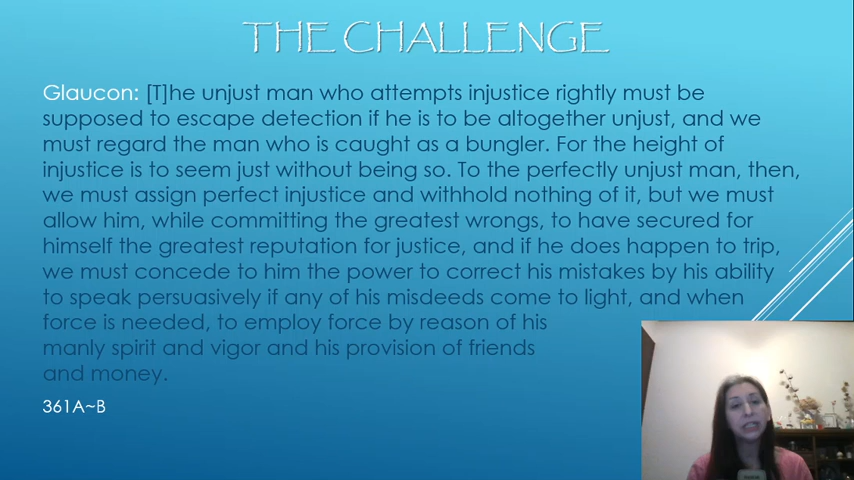 THE CHALLENGE
Glaucon: [T]he unjust man who attempts injustice rightly must be
supposed to escape detection if he is to be altogether unjust, and we
must regard the man who is caught as a bungler. For the height of
injustice is to seem just without being so. To the perfectly unjust man, then,
we must assign perfect injustice and withhold nothing of it, but we must
allow him, while committing the greatest wrongs, to have secured for
himself the greatest reputation for justice, and if he does happen to trip,
we must concede to him the power to correct his mistakes by his ability
to speak persuasively if any of his misdeeds come to light, and when
force is needed, to employ force by reason of his
manly spirit and vigor and his provision of friends
and money.
361A~B